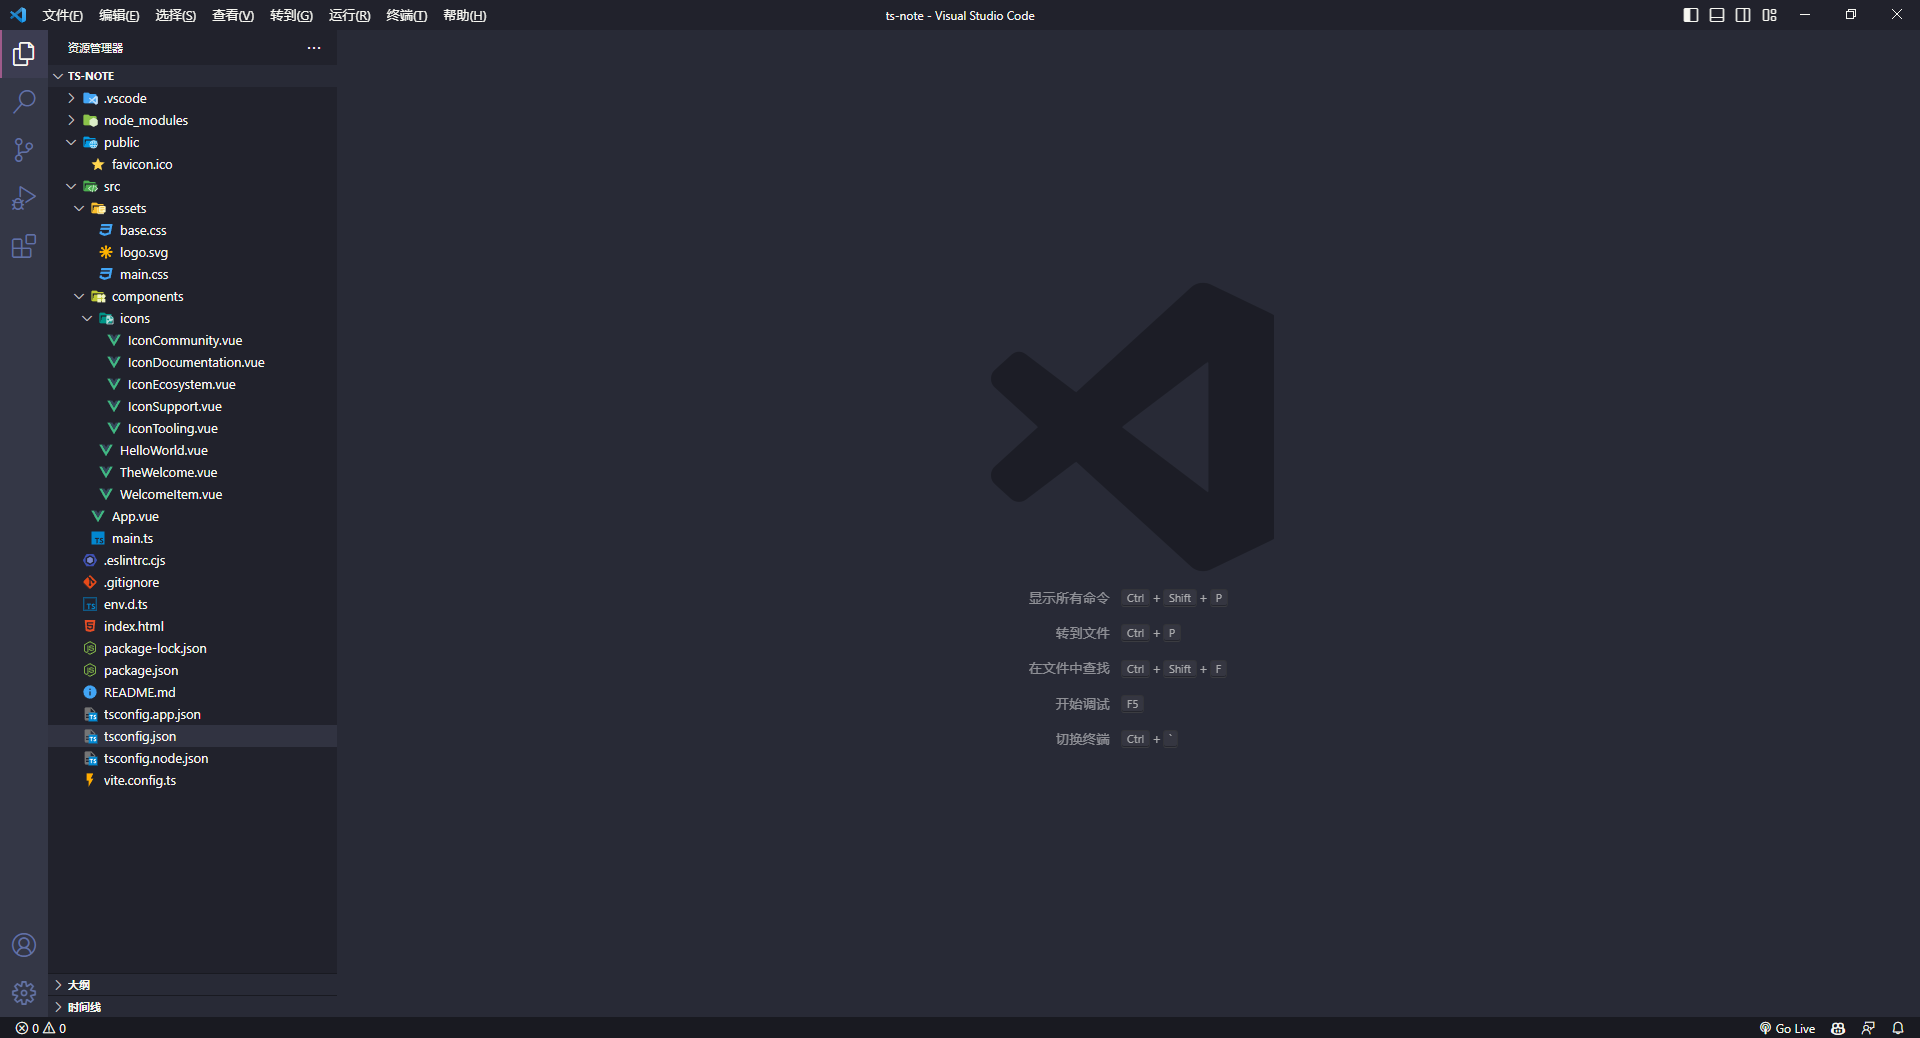 文件(F) 编辑(E) 选择(S) 查看(V) 转到(G) 运行(R) 终端(T) 帮助(H)
ts-note - Visual Studio Code
资源管理器
TS-NOTE
.vscode
node_modules
public
favicon.ico
src
assets
base.css
logo.svg
main.css
components
icons
IconCommunity.vue
IconDocumentation.vue
IconEcosystem.vue
IconSupport.vue
IconTooling.vue
HelloWorld.vue
TheWelcome.vue
WelcomeItem.vue
App.vue
main.ts
.eslintrc.cjs
.gitignore
env.d.ts
index.html
package-lock.json
package.json
README.md
tsconfig.app.json
tsconfig.json
tsconfig.node.json
vite.config.ts
大纲
时间线
显示所有命令 Ctrl + Shift + P
转到文件 Ctrl + P
在文件中查找 Ctrl + Shift + F
开始调试 F5
切换终端 Ctrl + `
0 0
Go Live